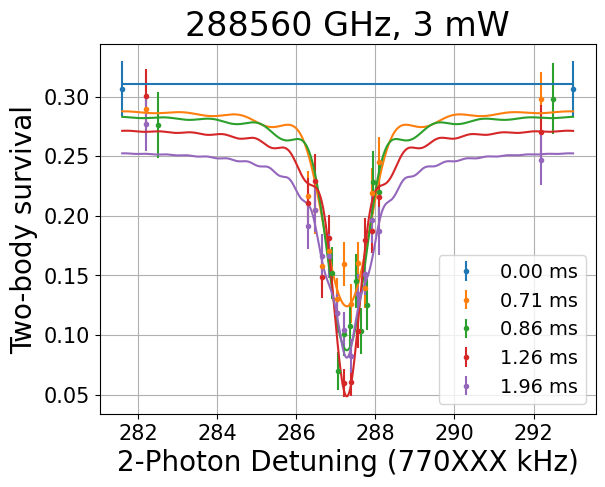 288560 GHz, 3 mW
Two-body survival
0.30
0.25
0.20
0.15
0.10
0.05
0.00 ms
0.71 ms
0.86 ms
1.26 ms
1.96 ms
282 284 286 288 290 292
2-Photon Detuning (770XXX kHz)